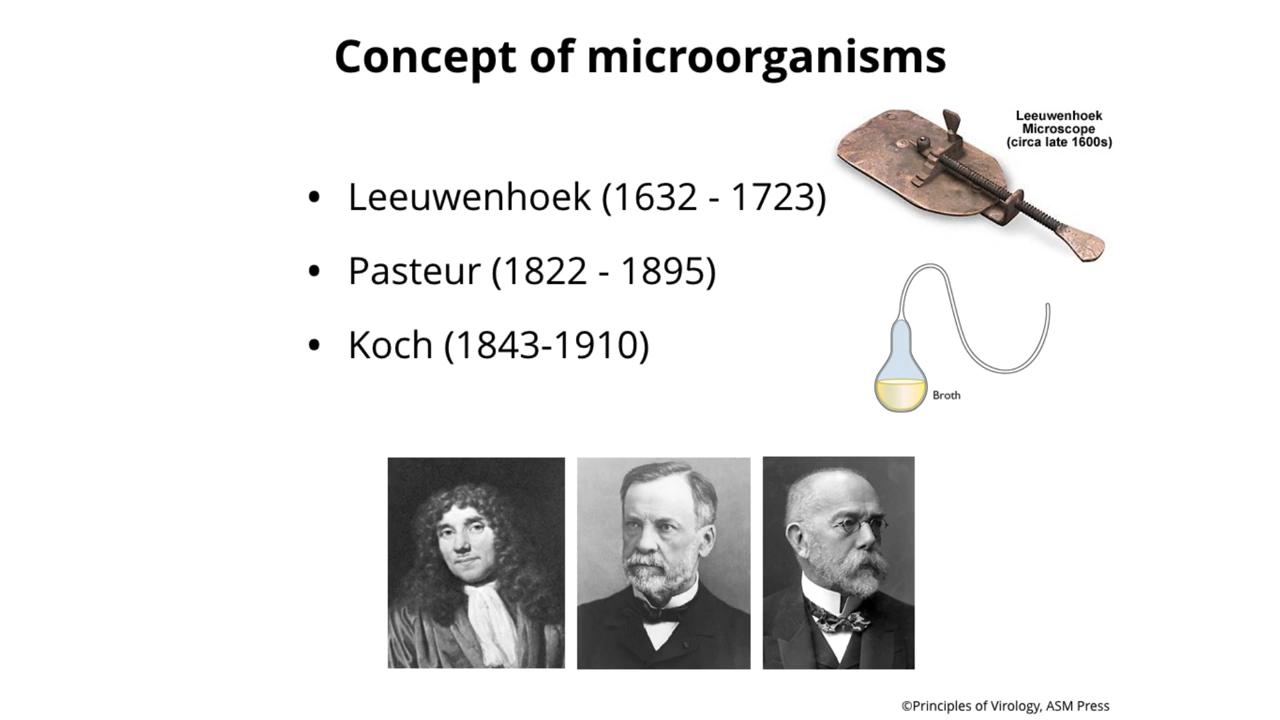 Concept of microorganisms
Leeuwenhoek
Microscope
(circa late 1600s)
• Leeuwenhoek (1632 - 1723)
• Pasteur (1822 - 1895)
• Koch (1843-1910)
Broth
©Principles of Virology, ASM Press